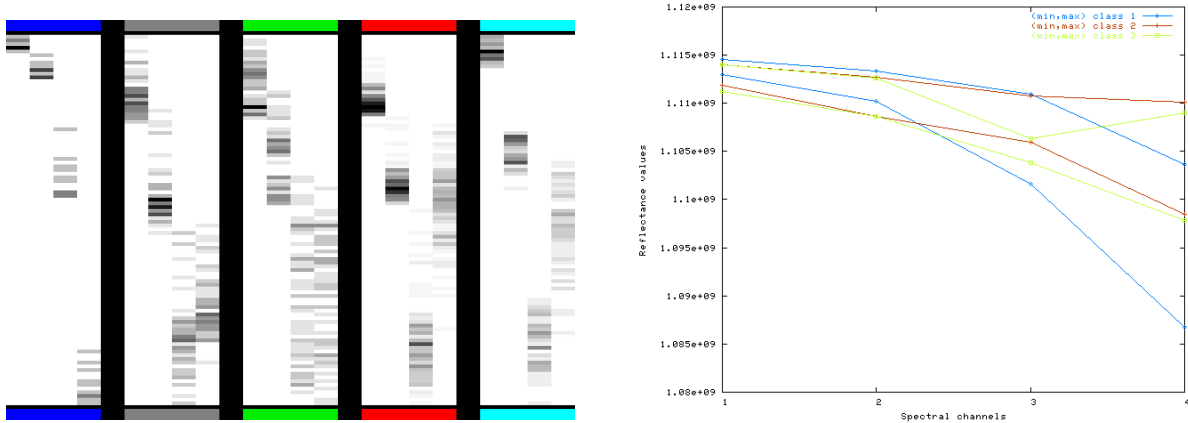 1.12e+09
(min,max) class 1
(min,max) class 2
(min,max) class 3
1.115e+09
1.11e+09
1.105e+09
1.1e+09
1.095e+09
1.09e+09
1.085e+09
1.08e+09
Reflectance values
1 2 3 4
Spectral channels